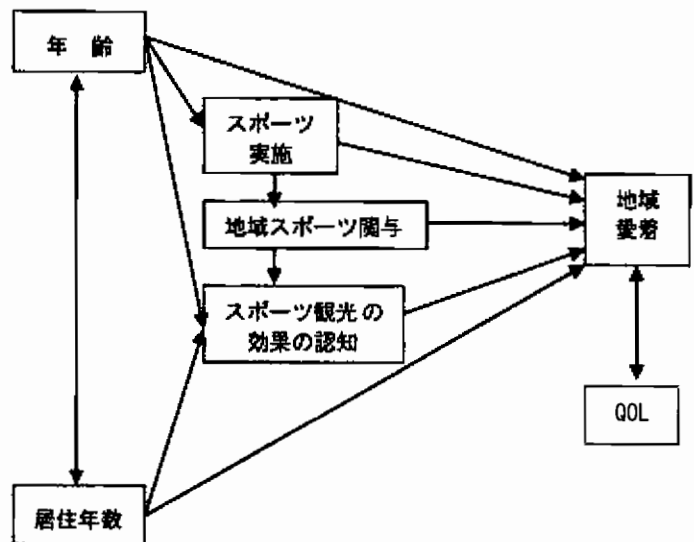 年 齢
スポーツ
実施
地域スポーツ関与
スポーツ観光の
効果の認知
地域
愛着
QOL
居住年数